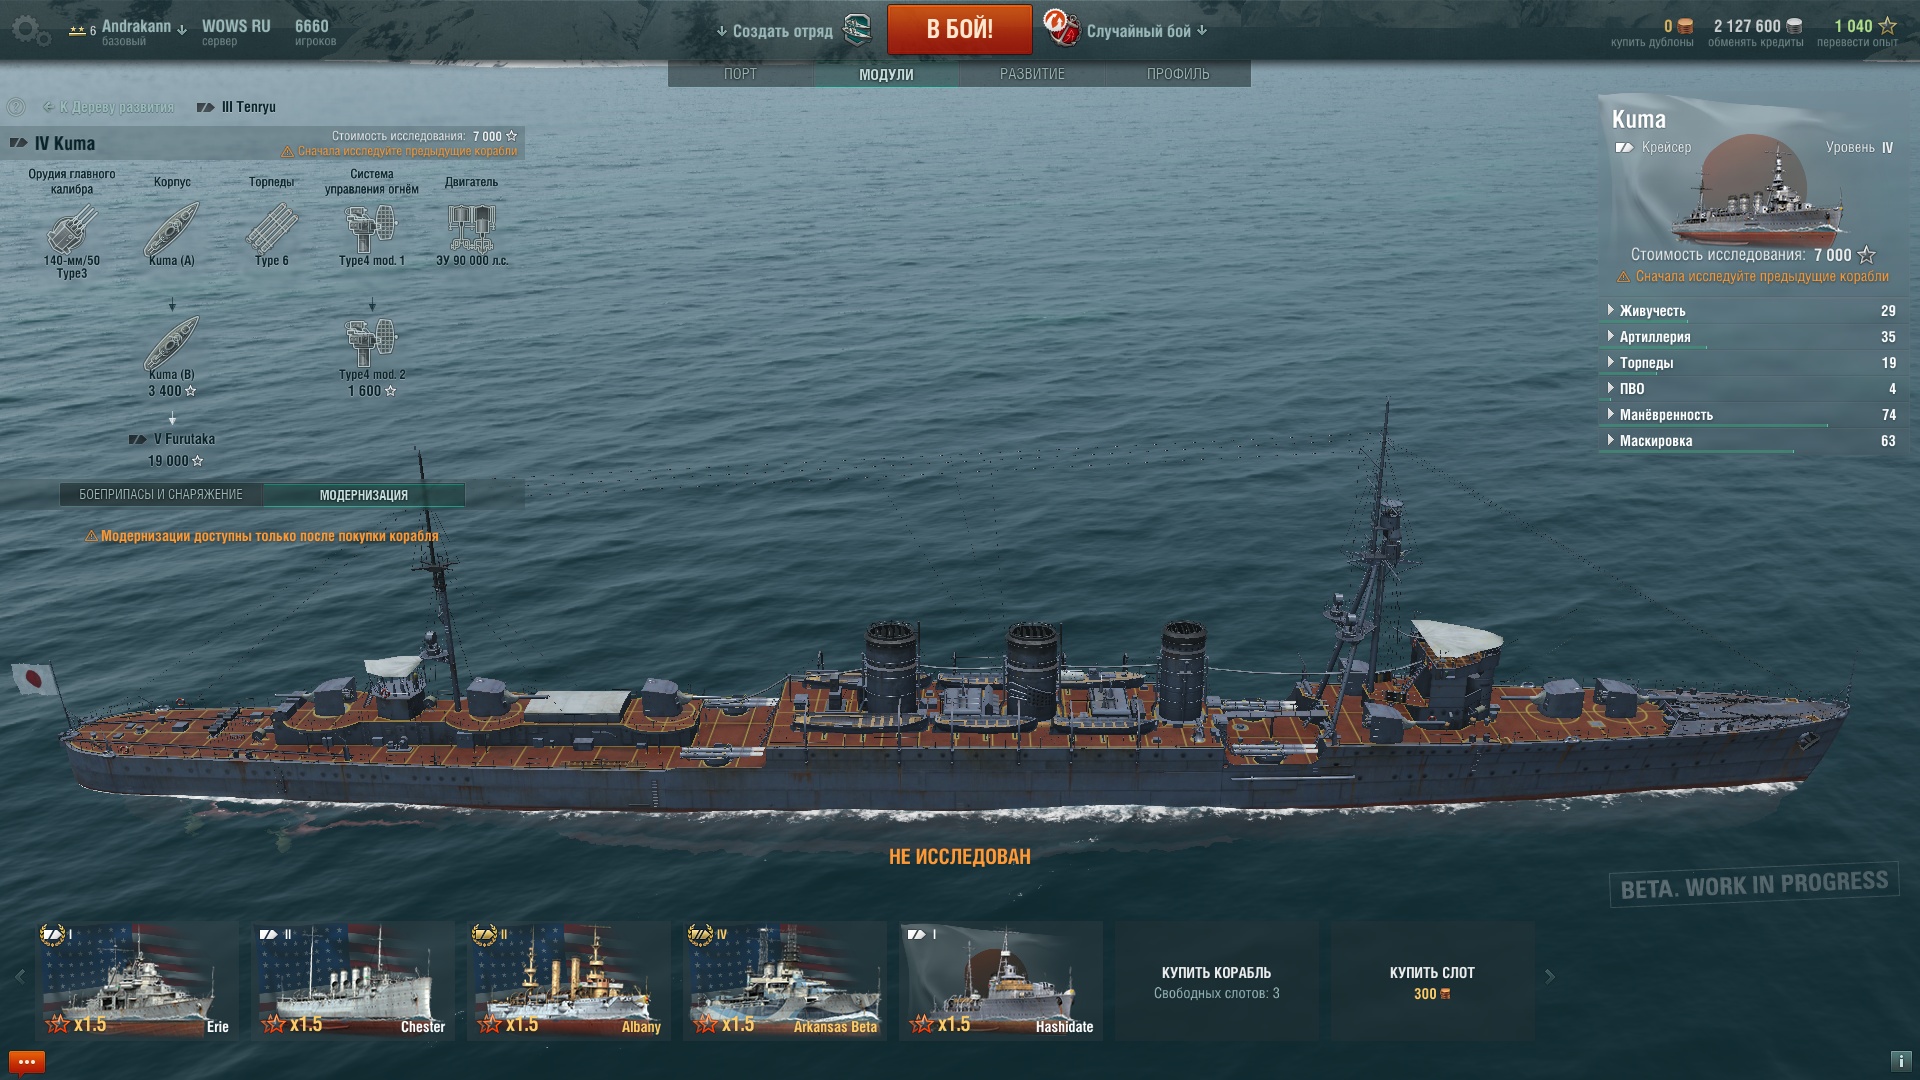 6 Andrakann
базовый
WOWS RU
сервер
6660
игроков
Создать отряд
В БОЙ!
Случайный бой
0
купить дублоны
2 127 600
обменять кредиты
1 040
перевести опыт
ПОРТ
МОДУЛИ
РАЗВИТИЕ
ПРОФИЛЬ
К Дереву развития
III Tenryu
IV Kuma
Стоимость исследования: 7 000
Сначала исследуйте предыдущие корабли
Орудия главного
калибра
Корпус
Торпеды
Система
управления огнём
Двигатель
140-мм/50
Type3
Kuma (A)
Type 6
Type4 mod. 1
ЭУ 90 000 л.с.
Kuma (B)
3 400
Type4 mod. 2
1 600
V Furutaka
19 000
БОЕПРИПАСЫ И СНАРЯЖЕНИЕ
МОДЕРНИЗАЦИЯ
Модернизации доступны только после покупки корабля
Kuma
Крейсер
Уровень IV
Стоимость исследования: 7 000
Сначала исследуйте предыдущие корабли
Живучесть 29
Артиллерия 35
Торпеды 19
ПВО 4
Манёвренность 74
Маскировка 63
НЕ ИССЛЕДОВАН
BETA. WORK IN PROGRESS
I
x1.5
Erie
II
x1.5
Chester
II
x1.5
Albany
IV
x1.5
Arkansas Beta
I
x1.5
Hashidate
КУПИТЬ КОРАБЛЬ
Свободных слотов: 3
КУПИТЬ СЛОТ
300